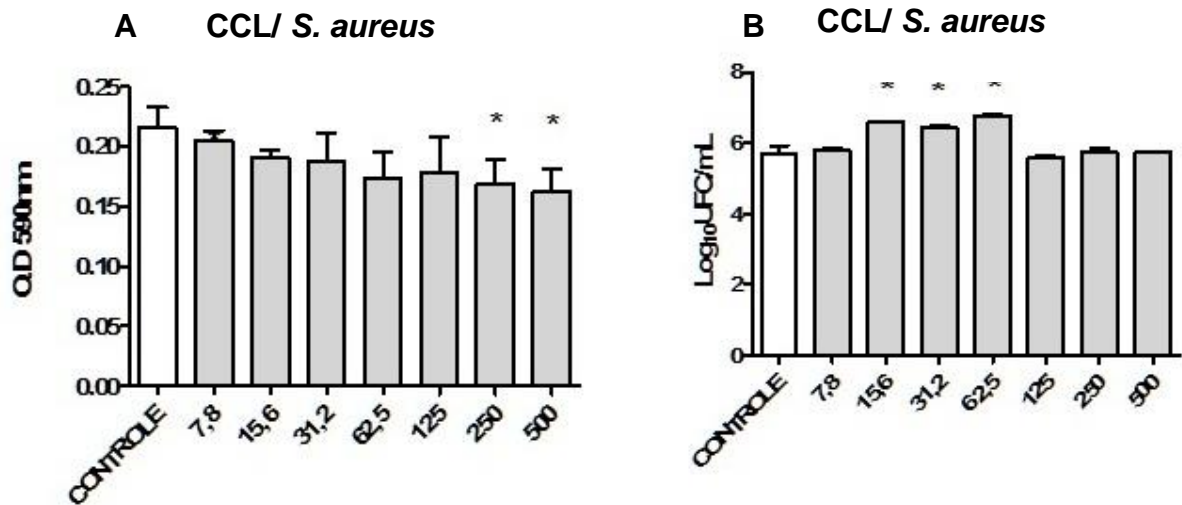 A CCL/ S. aureus
O.D 590nm
0.25
0.20
0.15
0.10
0.05
0.00
* *
CONTROLE 7,8 15,6 31,2 62,5 125 250 500
B CCL/ S. aureus
Log₁₀UFC/mL
8
6
4
2
0
* * *
CONTROLE 7,8 15,6 31,2 62,5 125 250 500